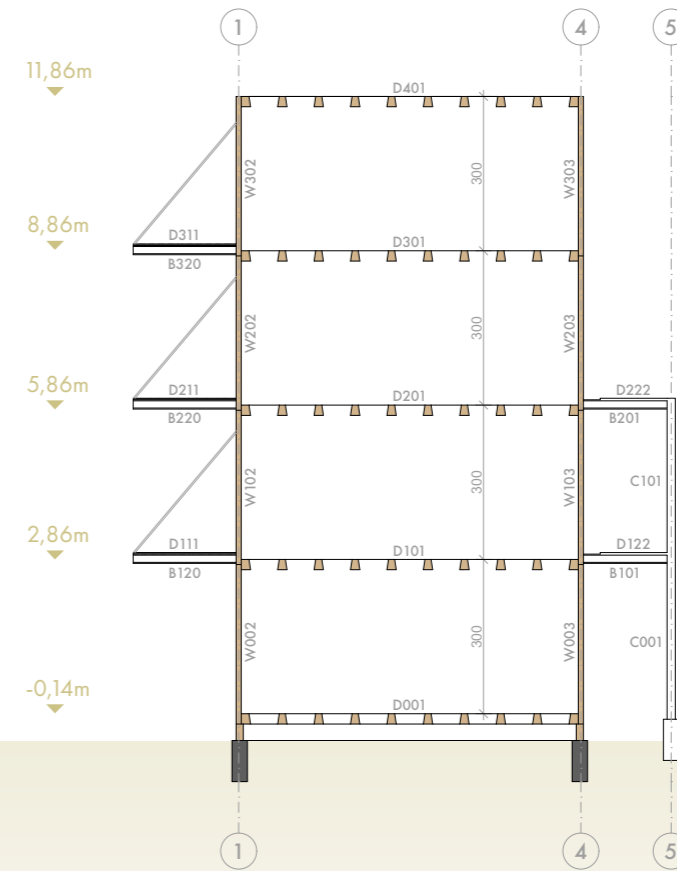 1 4 5
11,86m
D401
W302 300 W303
8,86m
D311 D301
B320
W202 300 W203
5,86m
D211 D201 D222
B220 B201
W102 300 W103 C101
2,86m
D111 D101 D122
B120 B101
W002 300 W003 C001
-0,14m
D001
1 4 5